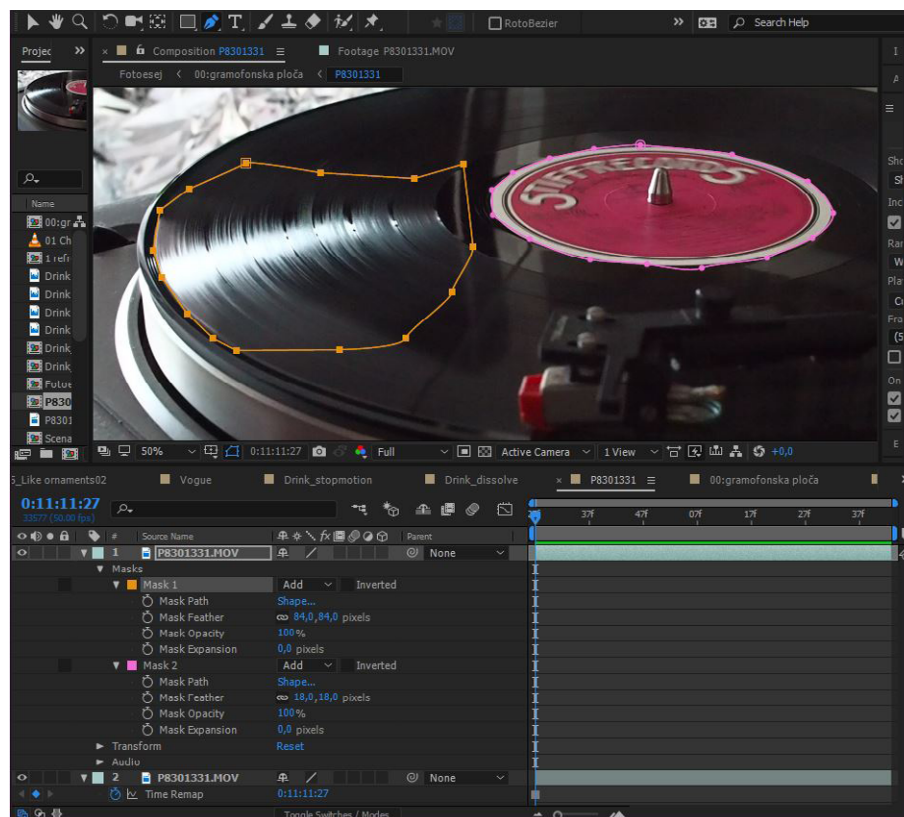 RotoBezier
Search Help
Projec
Composition P8301331
Footage P8301331.MOV
Fotoesej
00:gramofonska ploča
P8301331
STIFFRECORDS
Name
00:gr
01 Ch
Drink
Drink
Drink
Drink
Drink
Drink
P830
P8301
Scena
50%
0:11:11:27
Full
Active Camera
1 View
+0,0
_Like ornaments02
Vogue
Drink_stopmotion
Drink_dissolve
P8301331
00:gramofonska ploča
0:11:11:27
33577 (50.00 fps)
37f
47f
07f
17f
27f
37f
#
Source Name
Parent
1
P8301331.MOV
None
Masks
Mask 1
Add
Inverted
Mask Path
Shape...
Mask Feather
84,0,84,0 pixels
Mask Opacity
100%
Mask Expansion
0,0 pixels
Mask 2
Add
Inverted
Mask Path
Shape...
Mask Feather
18,0,18,0 pixels
Mask Opacity
100%
Mask Expansion
0,0 pixels
Transform
Reset
Audio
2
P8301331.MOV
None
Time Remap
0:11:11:27
Toggle Switches / Modes